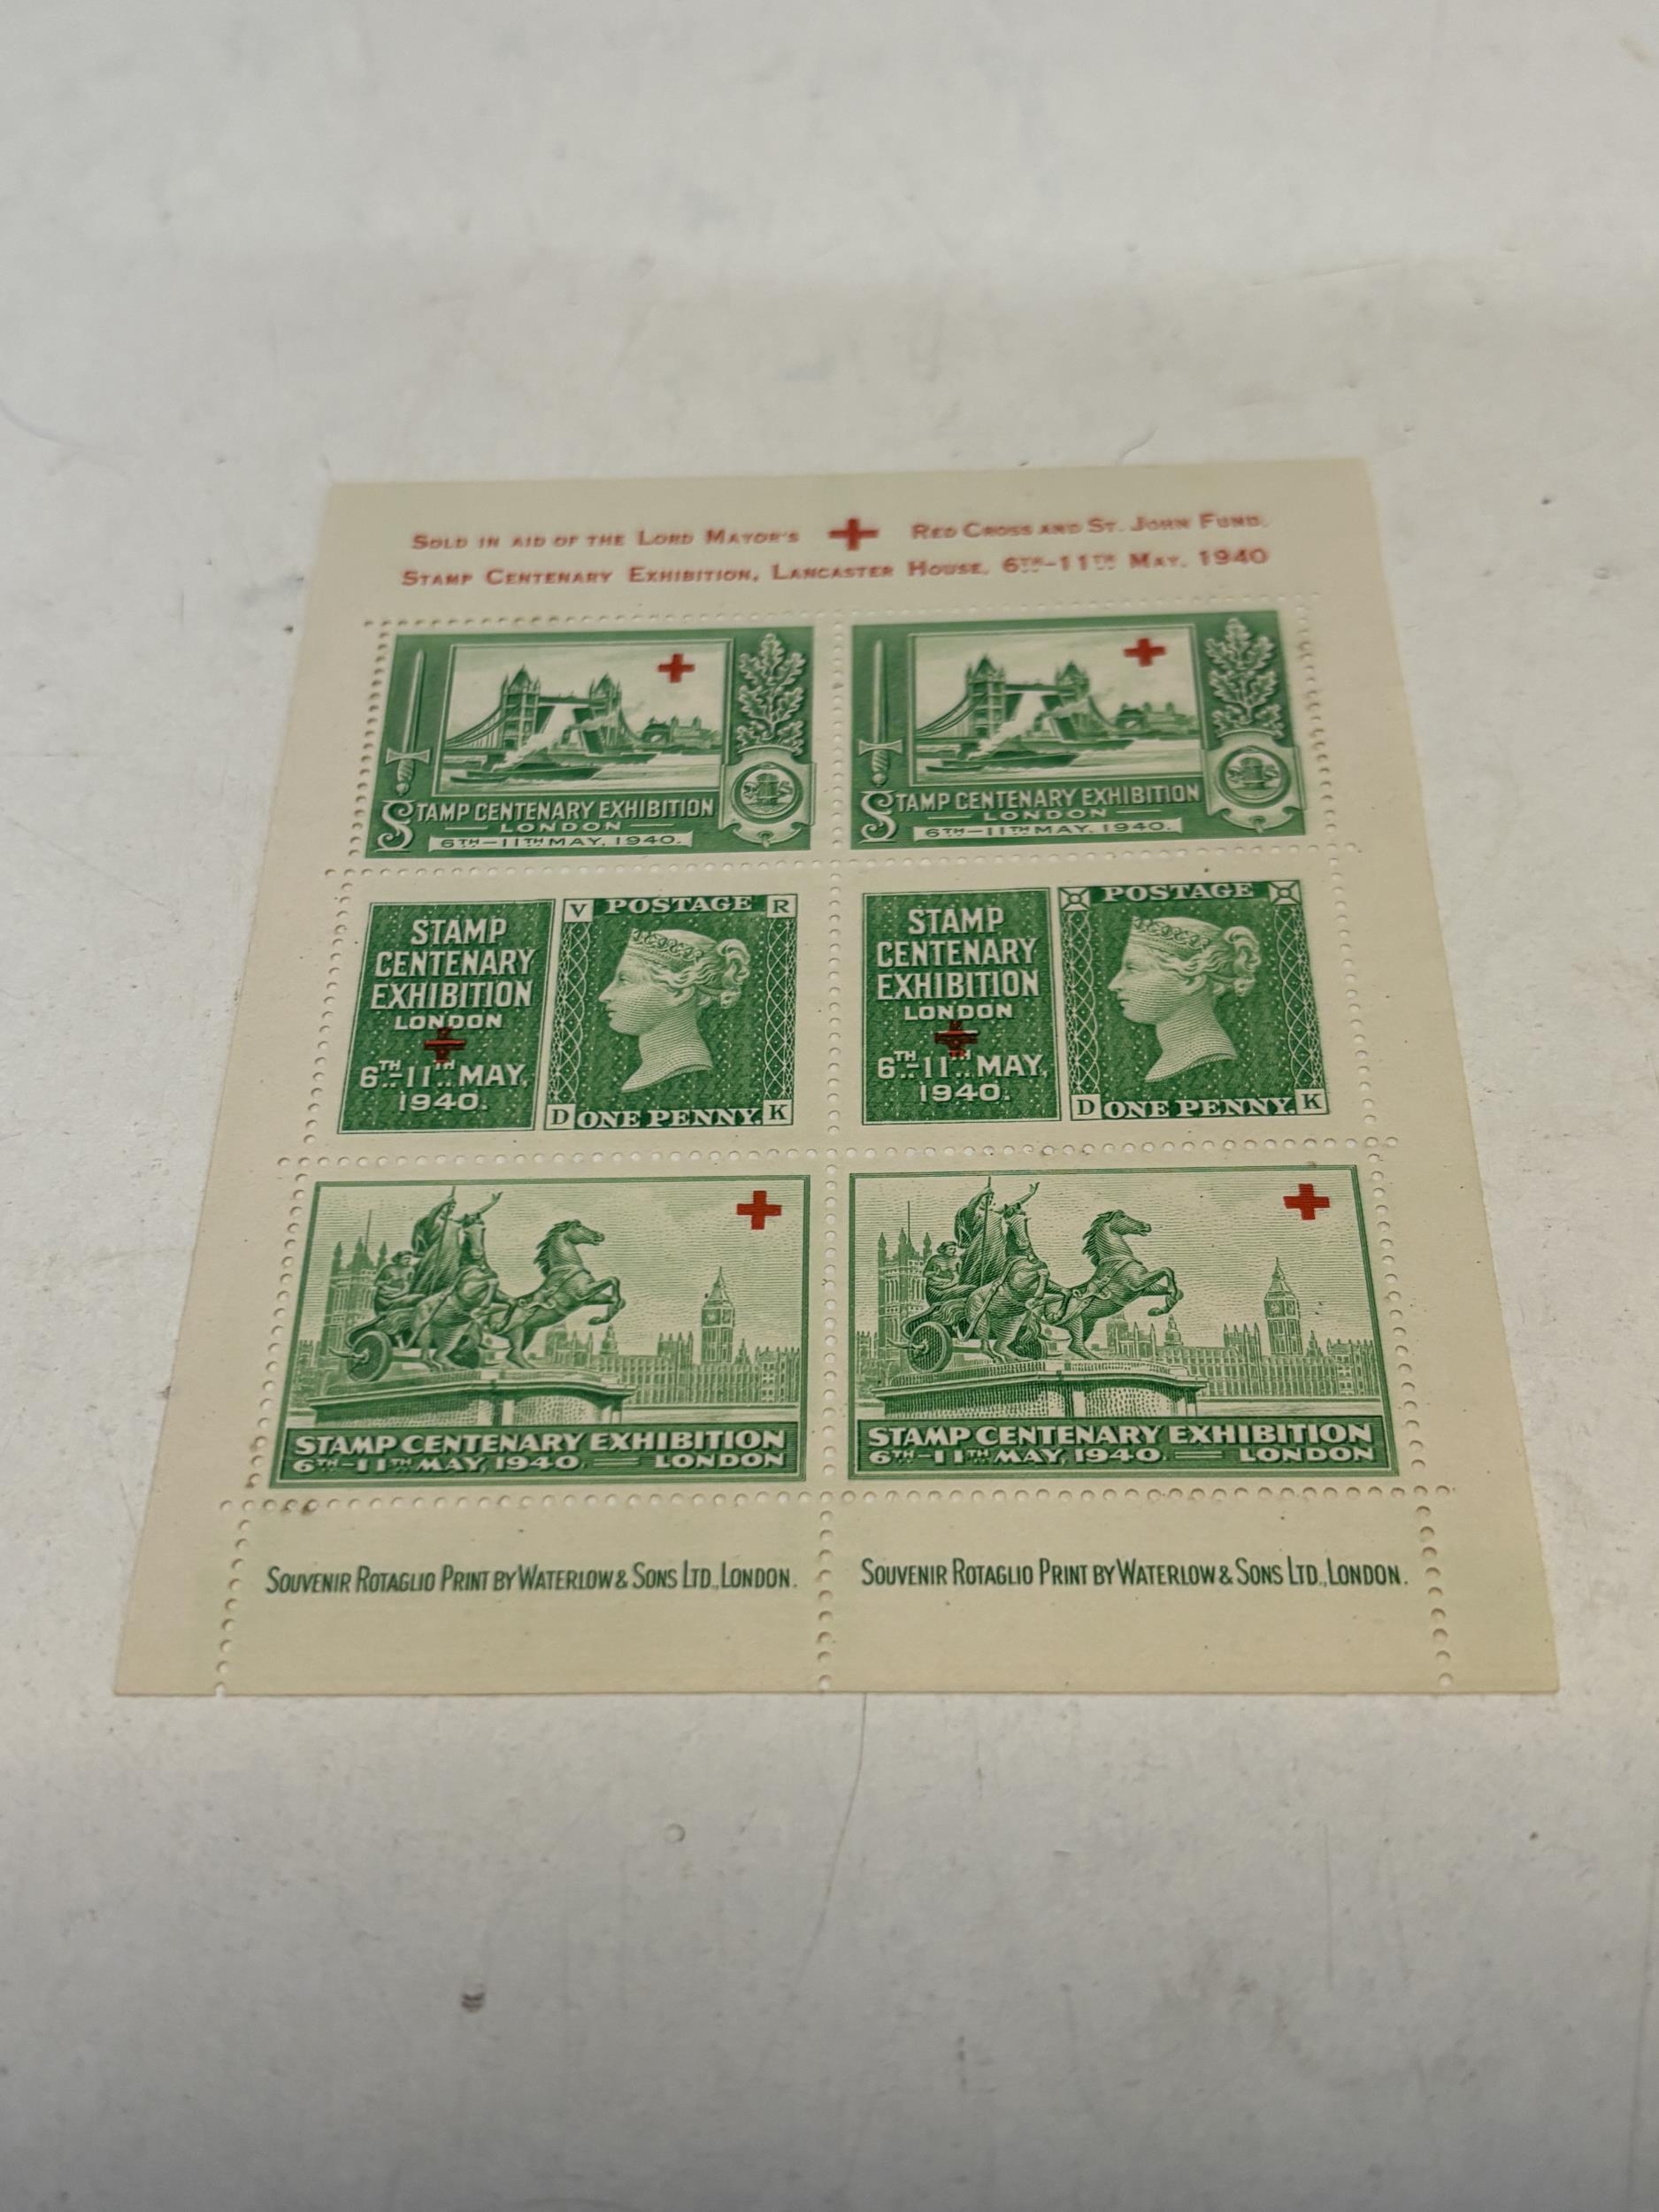 SOLD IN AID OF THE LORD MAYOR'S RED CROSS AND ST. JOHN FUND.
STAMP CENTENARY EXHIBITION, LANCASTER HOUSE, 6TH-11TH MAY, 1940
STAMP CENTENARY EXHIBITION
LONDON
6TH-11TH MAY, 1940.
STAMP CENTENARY EXHIBITION
LONDON
6TH-11TH MAY, 1940.
STAMP
CENTENARY
EXHIBITION
LONDON
6TH-11TH MAY,
1940.
V POSTAGE R
D ONE PENNY. K
STAMP
CENTENARY
EXHIBITION
LONDON
6TH-11TH MAY,
1940.
POSTAGE
D ONE PENNY. K
STAMP CENTENARY EXHIBITION
6TH-11TH MAY, 1940. LONDON
STAMP CENTENARY EXHIBITION
6TH-11TH MAY, 1940. LONDON
SOUVENIR ROTAGLIO PRINT BY WATERLOW & SONS LTD., LONDON.
SOUVENIR ROTAGLIO PRINT BY WATERLOW & SONS LTD., LONDON.